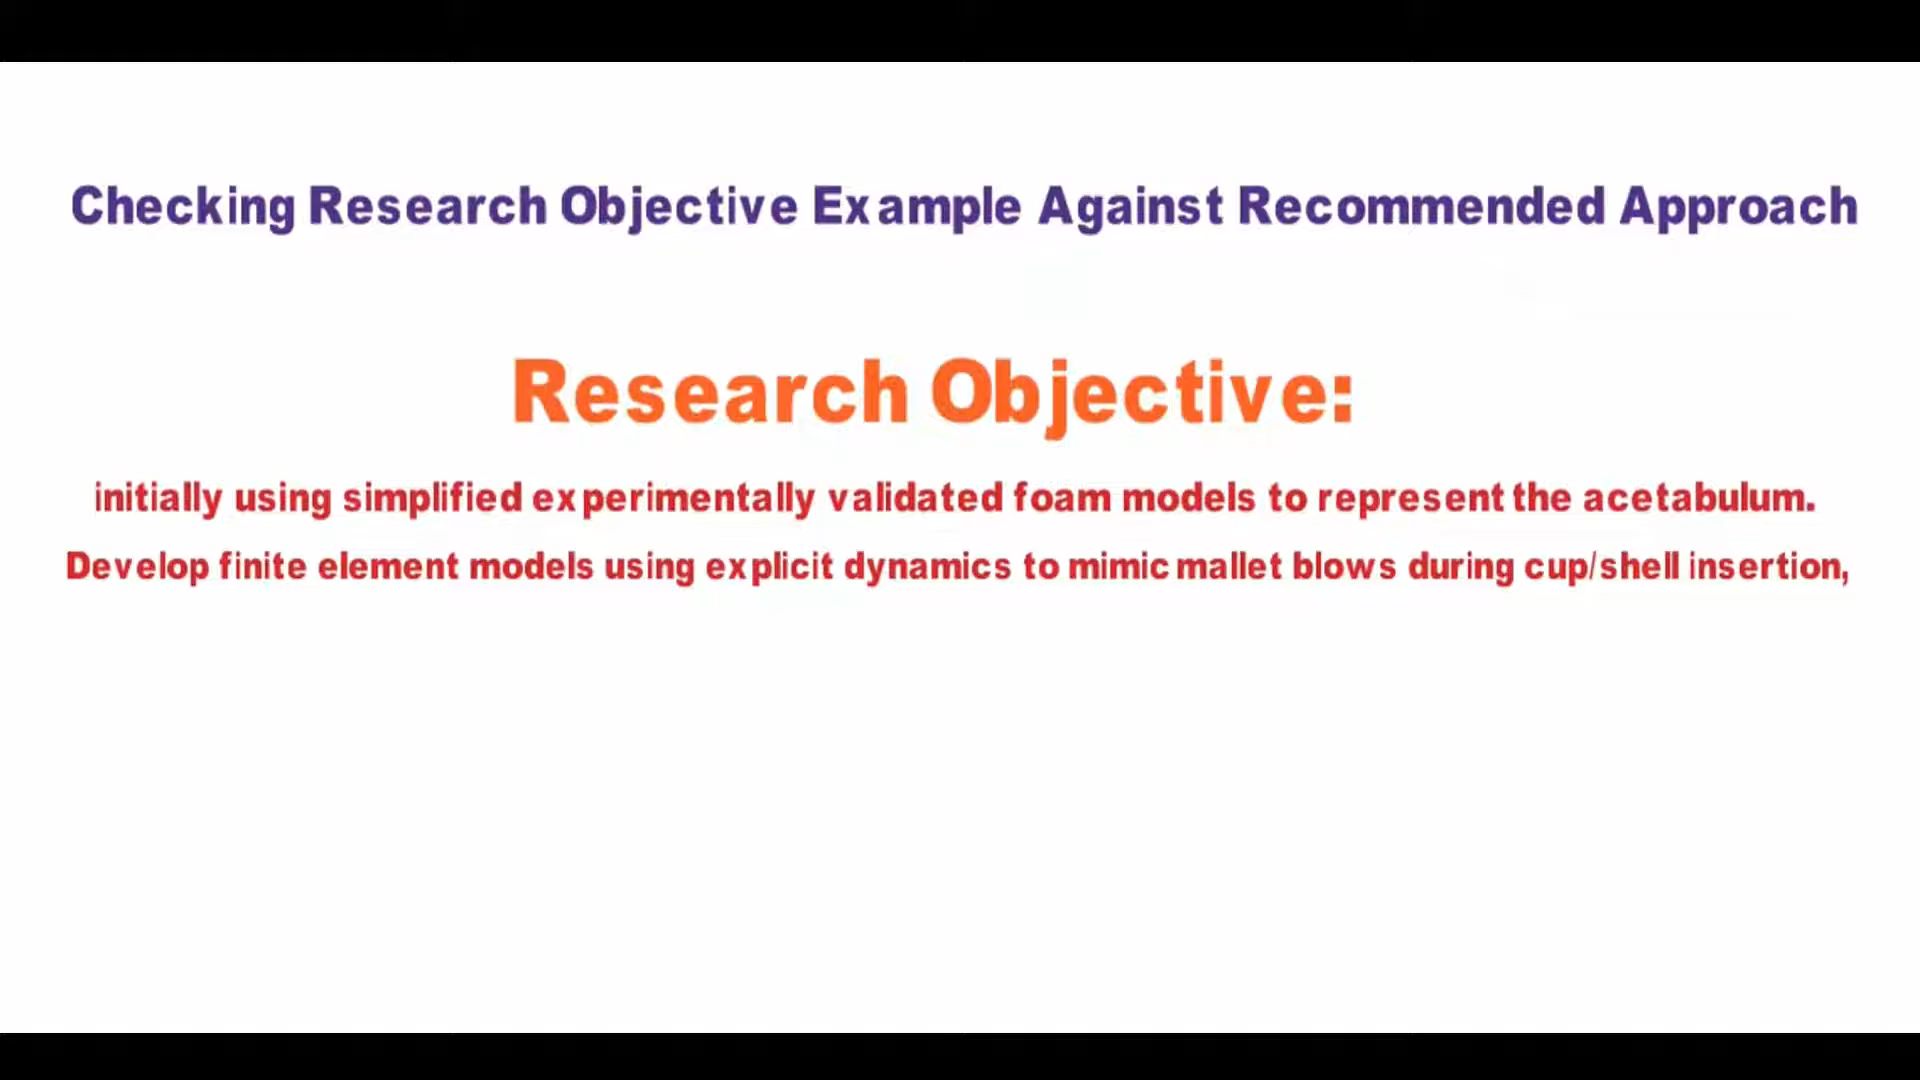 Checking Research Objective Example Against Recommended Approach
Research Objective:
initially using simplified experimentally validated foam models to represent the acetabulum.
Develop finite element models using explicit dynamics to mimic mallet blows during cup/shell insertion,